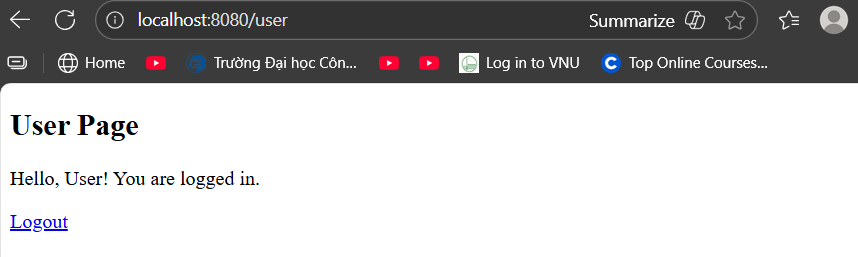 localhost:8080/user
Summarize
Home
Trường Đại học Côn...
Log in to VNU
C
Top Online Courses...
User Page
Hello, User! You are logged in.
Logout